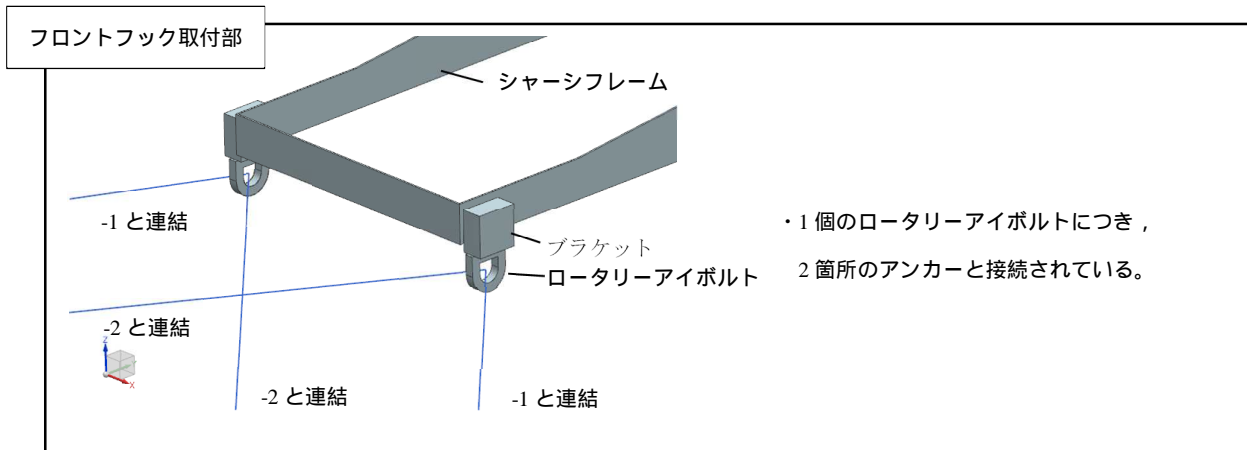 フロントフック取付部
シャーシフレーム
-1 と連結
ブラケット
ロータリーアイボルト
・1 個のロータリーアイボルトにつき，
2 箇所のアンカーと接続されている。
-2 と連結
Z
X
-2 と連結
-1 と連結